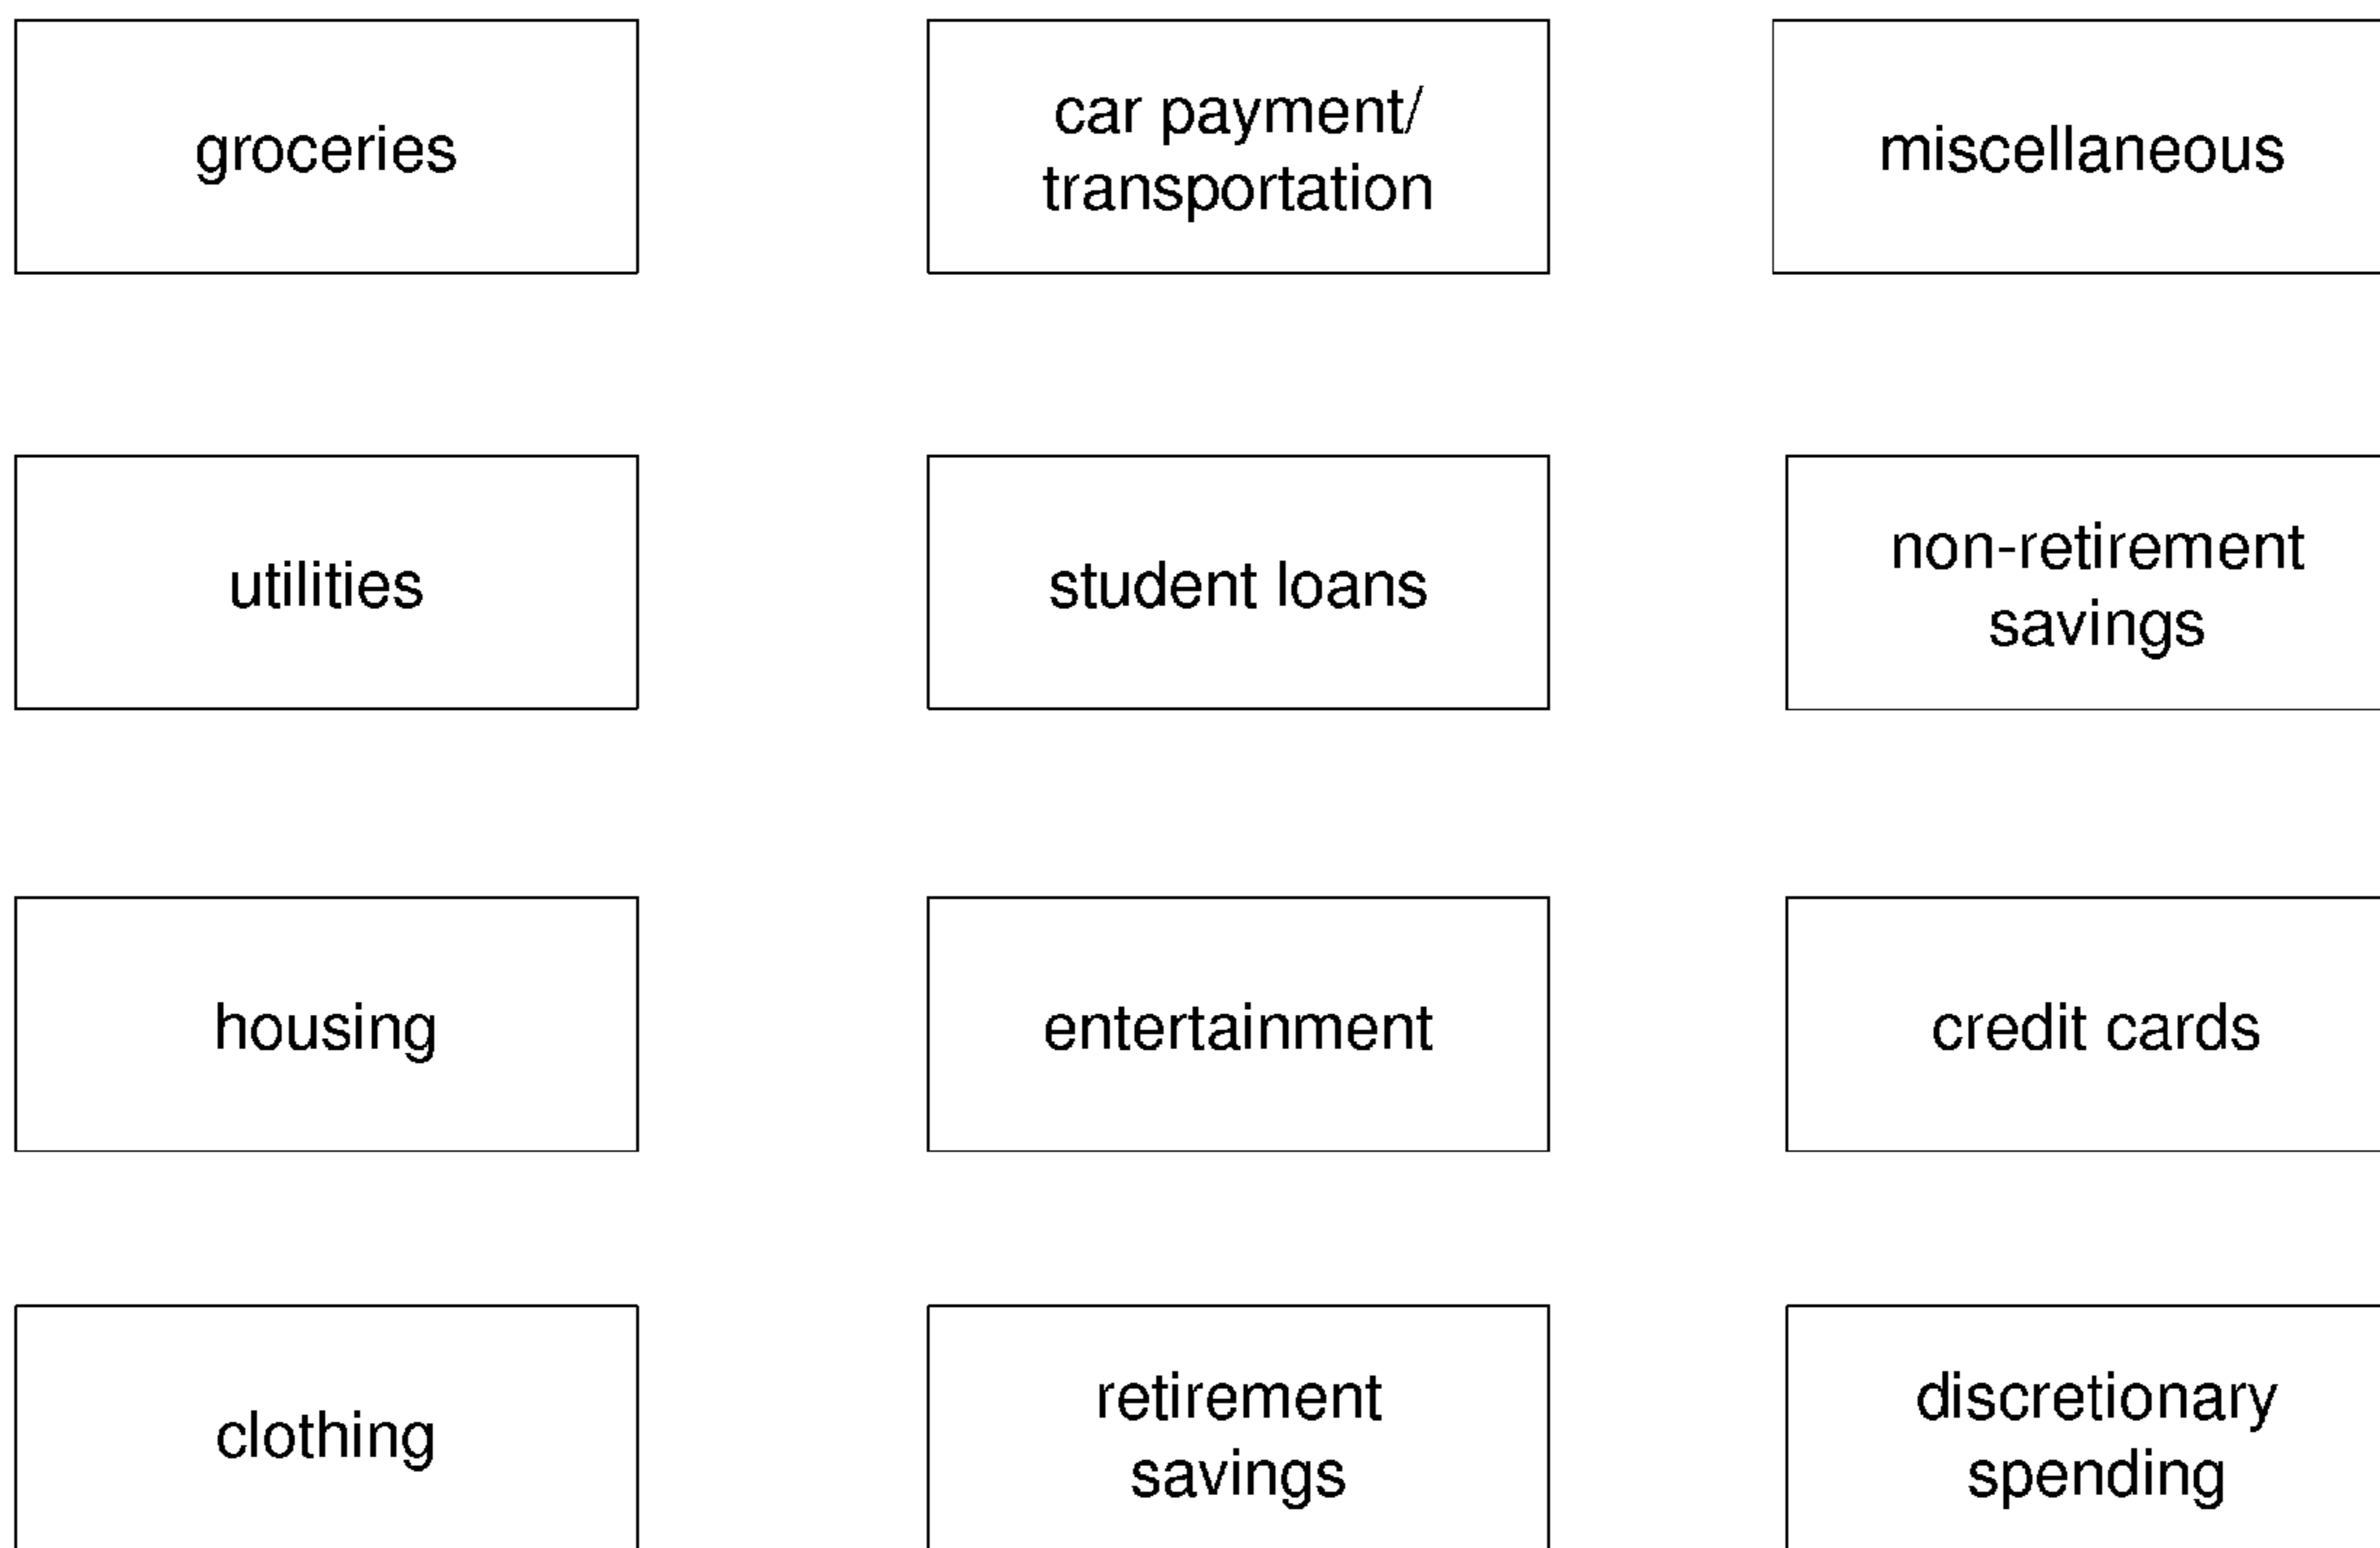 groceries
car payment/
transportation
miscellaneous
utilities
student loans
non-retirement
savings
housing
entertainment
credit cards
clothing
retirement
savings
discretionary
spending